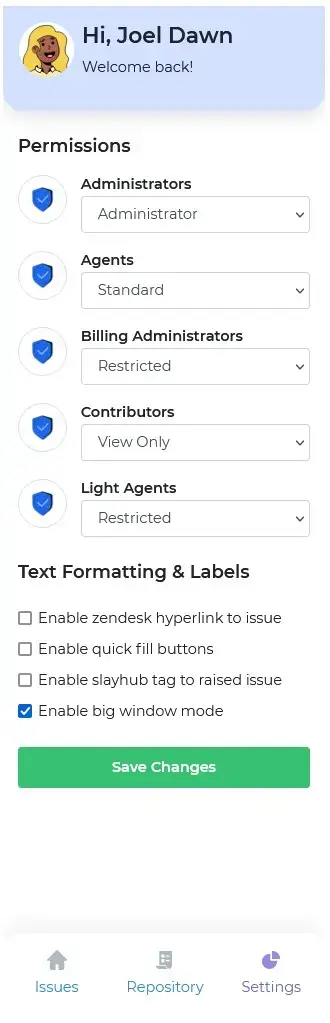 Hi, Joel Dawn
Welcome back!
Permissions
Administrators
Administrator
Agents
Standard
Billing Administrators
Restricted
Contributors
View Only
Light Agents
Restricted
Text Formatting & Labels
Enable zendesk hyperlink to issue
Enable quick fill buttons
Enable slayhub tag to raised issue
Enable big window mode
Save Changes
Issues Repository Settings